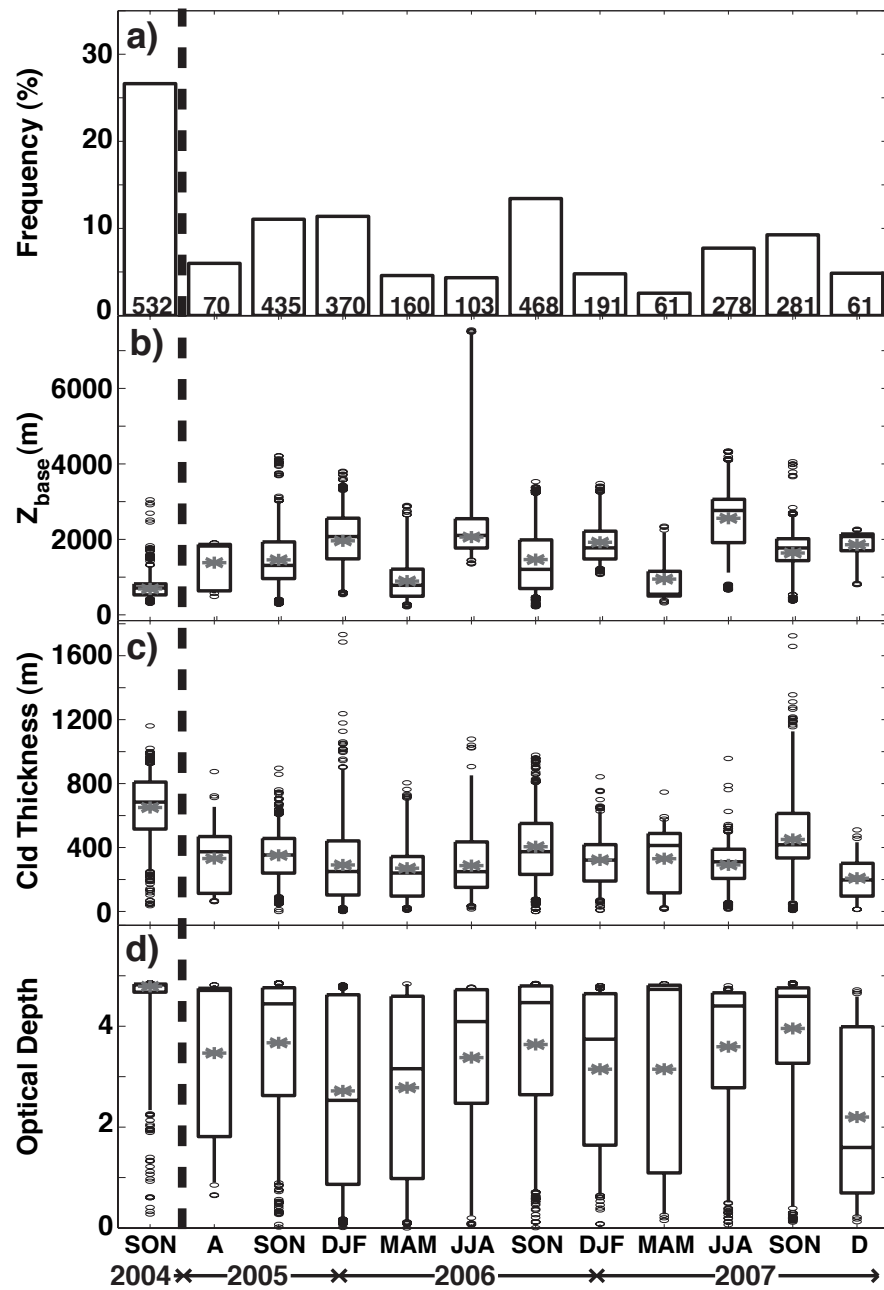 a)
Frequency (%)
30
20
10
0
532 70 435 370 160 103 468 191 61 278 281 61
b)
Z_base (m)
6000
4000
2000
0
c)
Cld Thickness (m)
1600
1200
800
400
0
d)
Optical Depth
4
2
0
SON A SON DJF MAM JJA SON DJF MAM JJA SON D
2004 2005 2006 2007